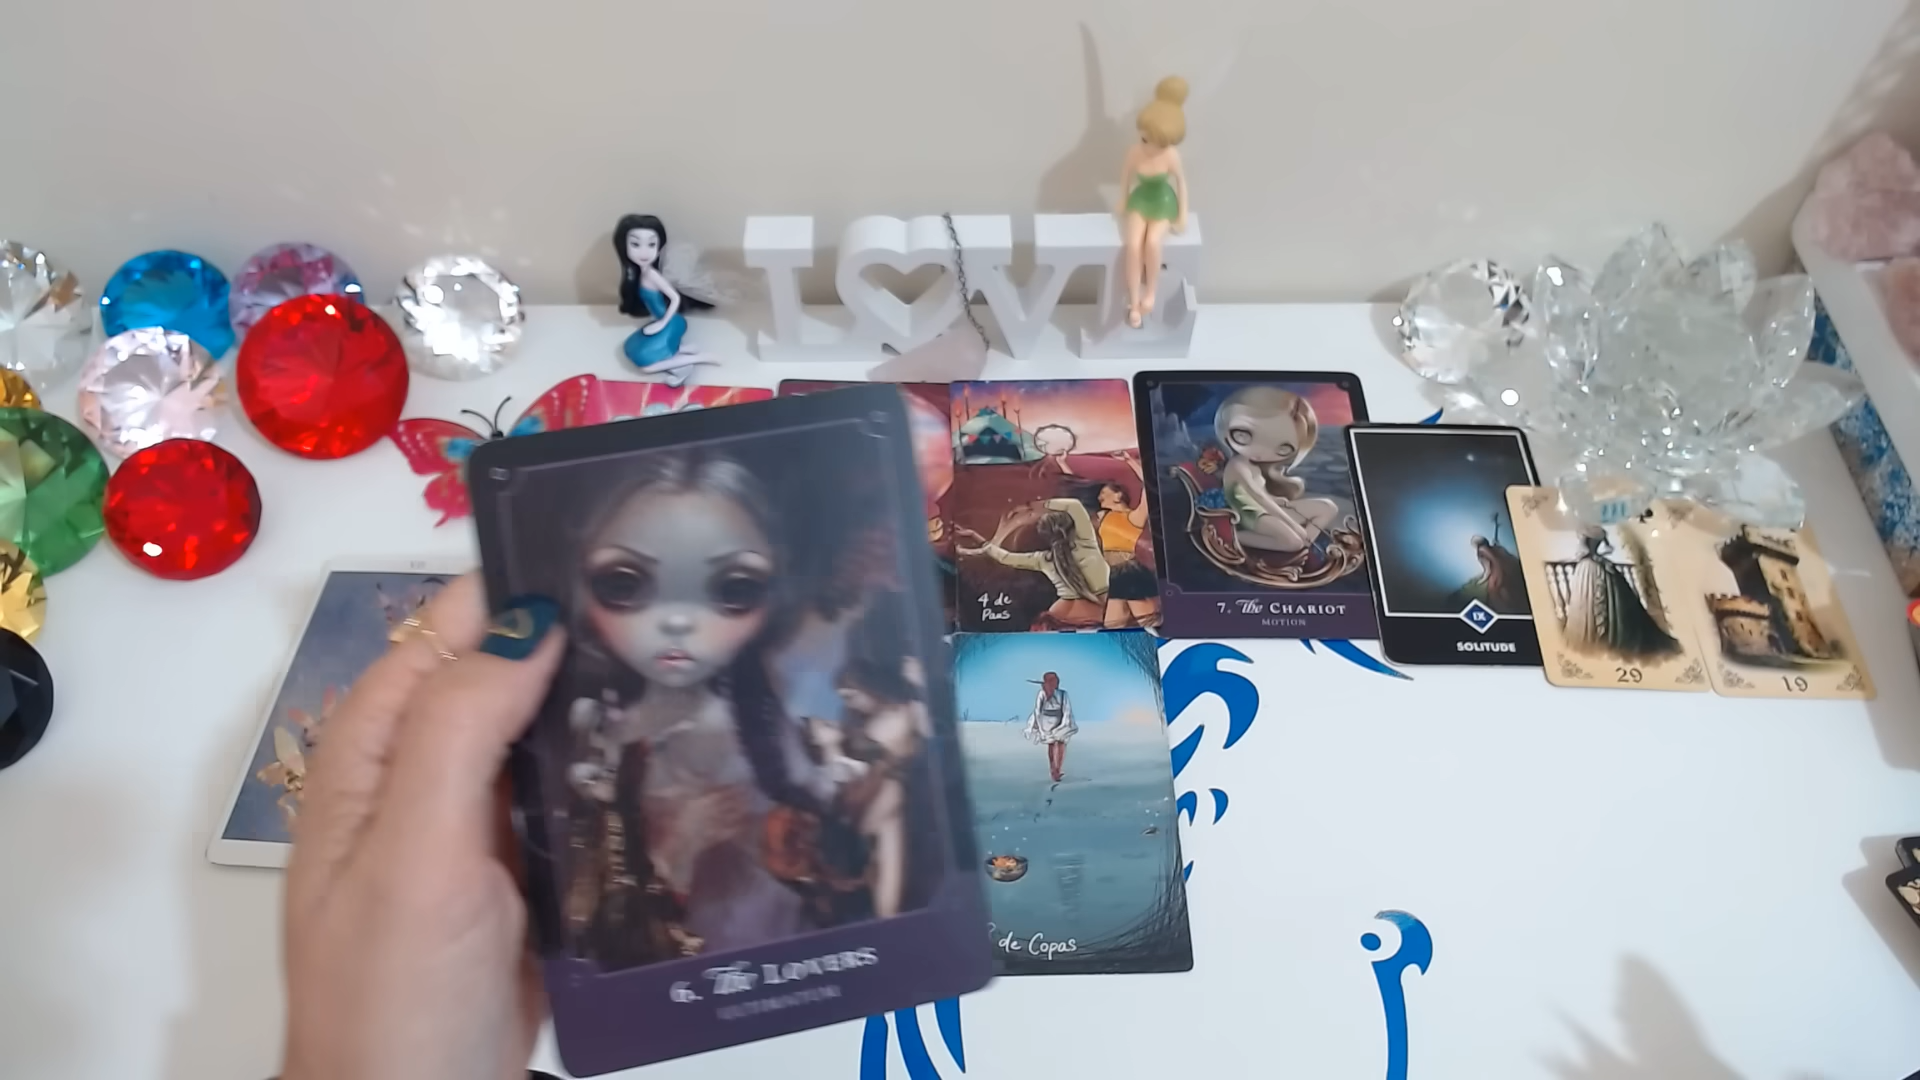 LOVE
4 de
Paus
7. The CHARIOT
MOTION
IX
SOLITUDE
29
19
de Copas
6. The LOVERS